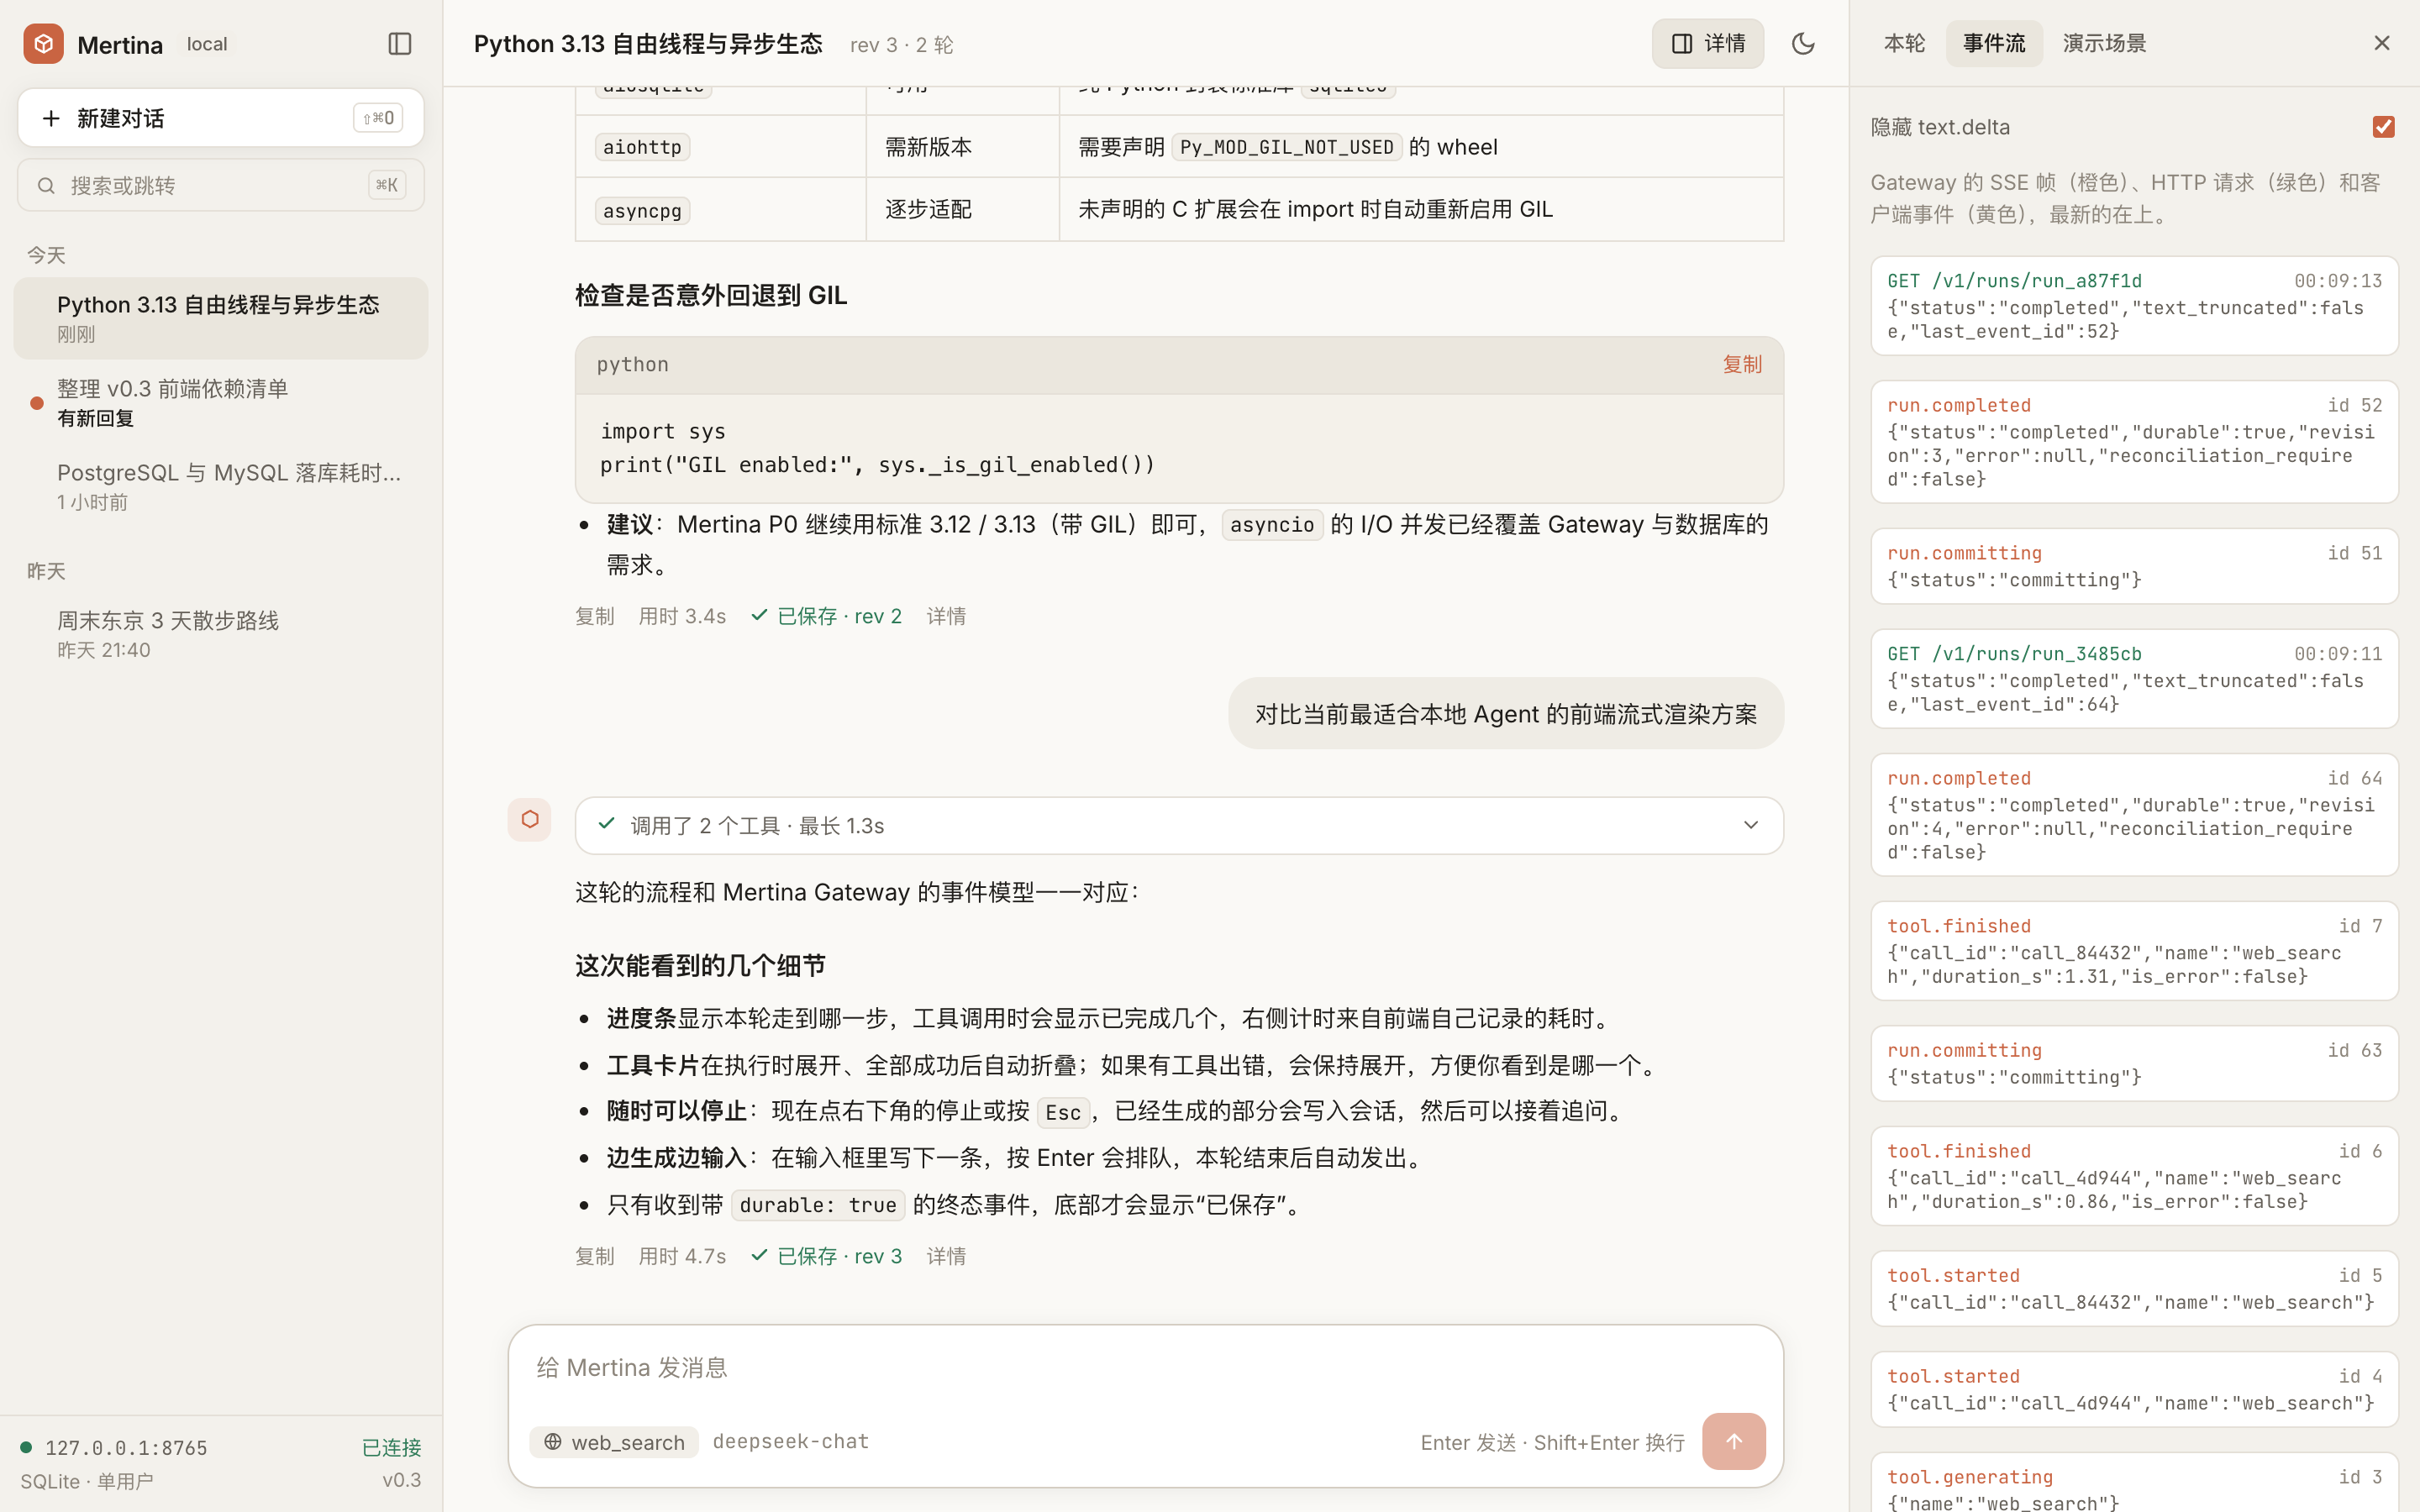 Mertina local
新建对话 ⇧⌘O
搜索或跳转 ⌘K
今天
Python 3.13 自由线程与异步生态
刚刚
整理 v0.3 前端依赖清单
有新回复
PostgreSQL 与 MySQL 落库耗时...
1 小时前
昨天
周末东京 3 天散步路线
昨天 21:40
127.0.0.1:8765 已连接
SQLite · 单用户 v0.3
Python 3.13 自由线程与异步生态 rev 3 · 2 轮 详情
aiohttp 需新版本 需要声明 Py_MOD_GIL_NOT_USED 的 wheel
asyncpg 逐步适配 未声明的 C 扩展会在 import 时自动重新启用 GIL
检查是否意外回退到 GIL
python 复制
import sys
print("GIL enabled:", sys._is_gil_enabled())
建议：Mertina P0 继续用标准 3.12 / 3.13（带 GIL）即可，asyncio 的 I/O 并发已经覆盖 Gateway 与数据库的
需求。
复制 用时 3.4s 已保存 · rev 2 详情
对比当前最适合本地 Agent 的前端流式渲染方案
调用了 2 个工具 · 最长 1.3s
这轮的流程和 Mertina Gateway 的事件模型一一对应：
这次能看到的几个细节
进度条显示本轮走到哪一步，工具调用时会显示已完成几个，右侧计时来自前端自己记录的耗时。
工具卡片在执行时展开、全部成功后自动折叠；如果有工具出错，会保持展开，方便你看到是哪一个。
随时可以停止：现在点右下角的停止或按 Esc，已经生成的部分会写入会话，然后可以接着追问。
边生成边输入：在输入框里写下一条，按 Enter 会排队，本轮结束后自动发出。
只有收到带 durable: true 的终态事件，底部才会显示“已保存”。
复制 用时 4.7s 已保存 · rev 3 详情
给 Mertina 发消息
web_search deepseek-chat Enter 发送 · Shift+Enter 换行
本轮 事件流 演示场景
隐藏 text.delta
Gateway 的 SSE 帧（橙色）、HTTP 请求（绿色）和客
户端事件（黄色），最新的在上。
GET /v1/runs/run_a87f1d 00:09:13
{"status":"completed","text_truncated":fals
e,"last_event_id":52}
run.completed id 52
{"status":"completed","durable":true,"revisi
on":3,"error":null,"reconciliation_require
d":false}
run.committing id 51
{"status":"committing"}
GET /v1/runs/run_3485cb 00:09:11
{"status":"completed","text_truncated":fals
e,"last_event_id":64}
run.completed id 64
{"status":"completed","durable":true,"revisi
on":4,"error":null,"reconciliation_require
d":false}
tool.finished id 7
{"call_id":"call_84432","name":"web_searc
h","duration_s":1.31,"is_error":false}
run.committing id 63
{"status":"committing"}
tool.finished id 6
{"call_id":"call_4d944","name":"web_searc
h","duration_s":0.86,"is_error":false}
tool.started id 5
{"call_id":"call_84432","name":"web_search"}
tool.started id 4
{"call_id":"call_4d944","name":"web_search"}
tool.generating id 3
{"name":"web_search"}